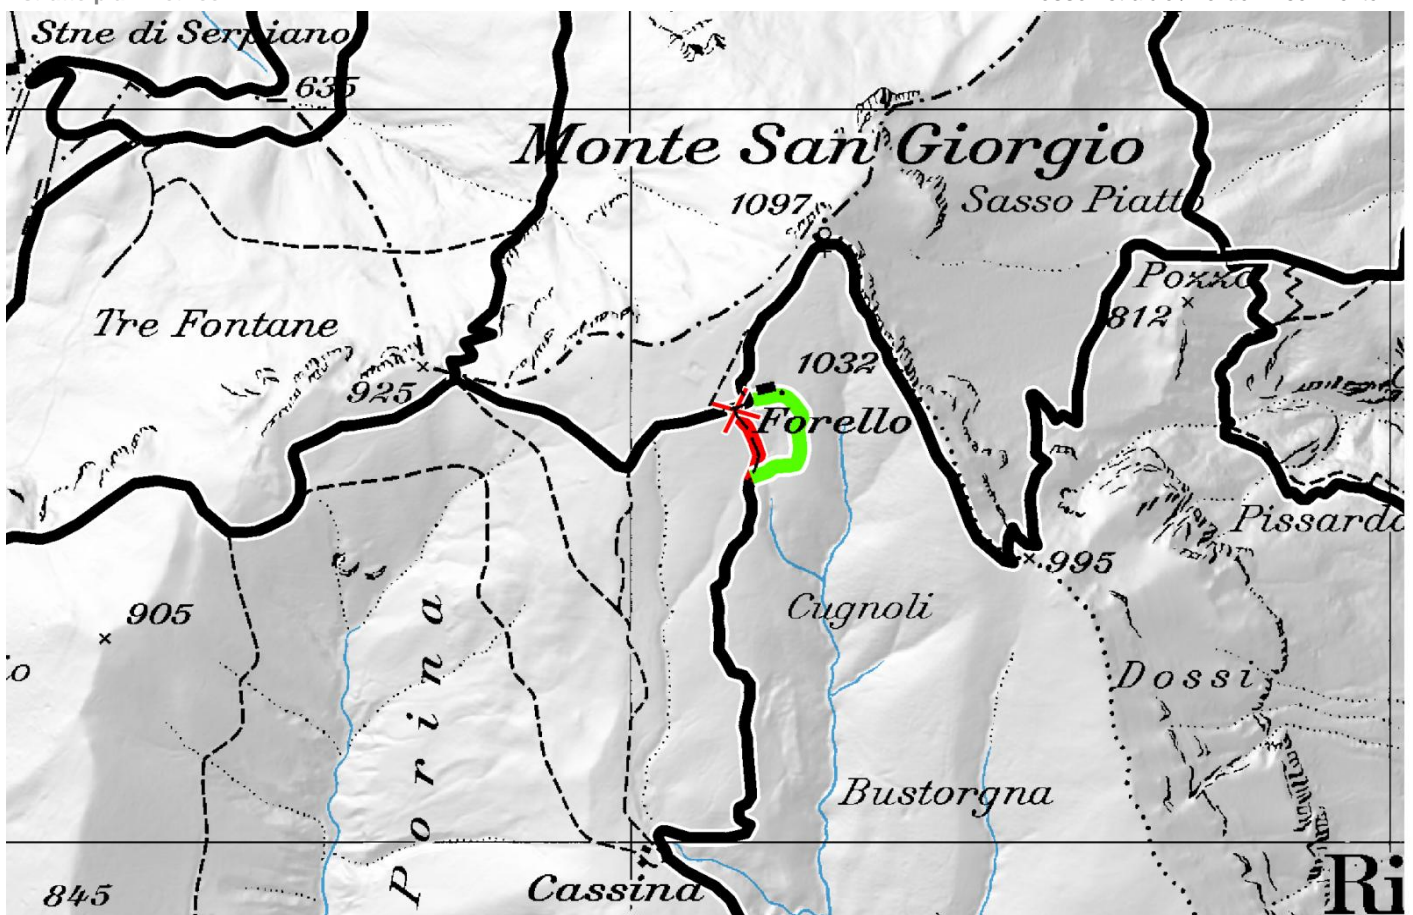 Stne di Serpiano
635
Monte San Giorgio
1097
Sasso Piatto
Pozzo
812
Tre Fontane
925
1032
Forello
Pissardo
995
905
Cugnoli
Dossi
Porina
Bustorgna
Cassina
845
Ri